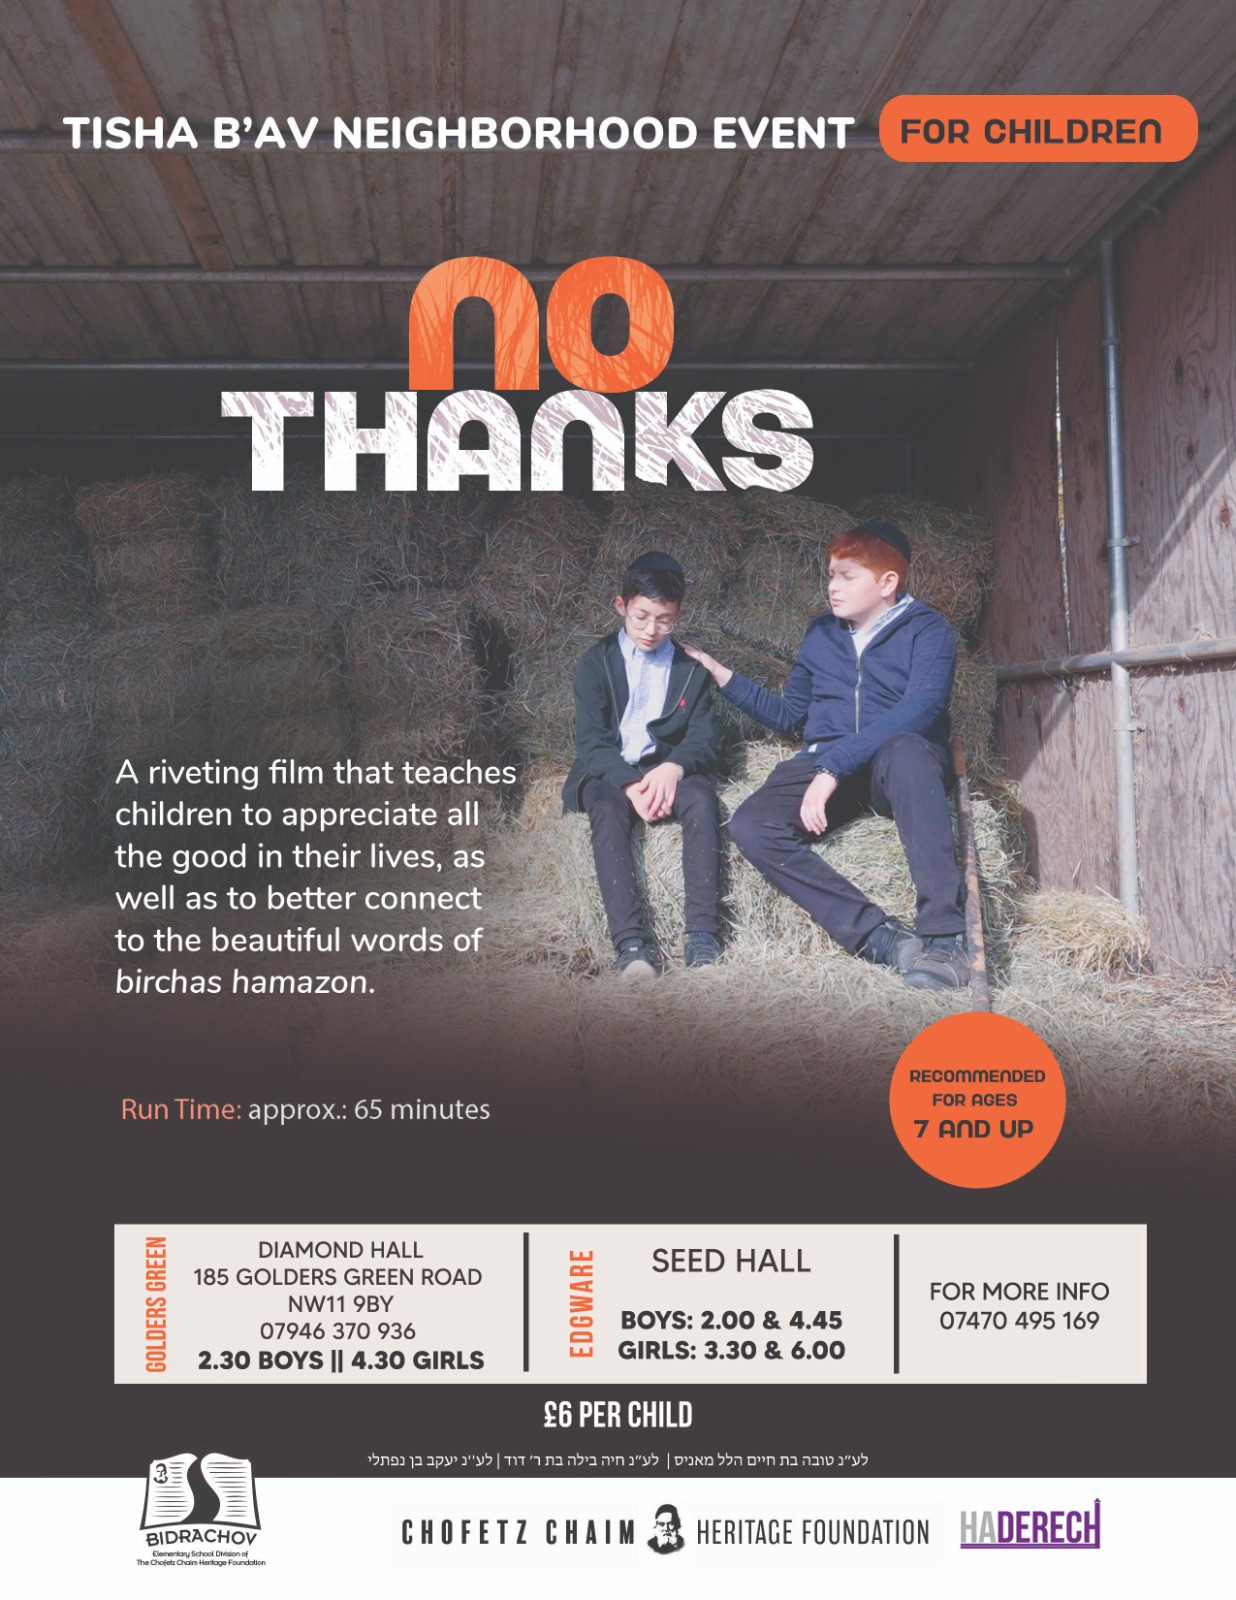 TISHA B'AV NEIGHBORHOOD EVENT FOR CHILDREN
NO
THANKS
A riveting film that teaches
children to appreciate all
the good in their lives, as
well as to better connect
to the beautiful words of
birchas hamazon.
Run Time: approx.: 65 minutes
RECOMMENDED
FOR AGES
7 AND UP
GOLDERS GREEN
DIAMOND HALL
185 GOLDERS GREEN ROAD
NW11 9BY
07946 370 936
2.30 BOYS || 4.30 GIRLS
EDGWARE
SEED HALL
BOYS: 2.00 & 4.45
GIRLS: 3.30 & 6.00
FOR MORE INFO
07470 495 169
£6 PER CHILD
לע"נ טובה בת חיים הלל מאניס | לע"נ חיה בילה בת ר' דוד | לע''נ יעקב בן נפתלי
BIDRACHOV
Elementary School Division of
The Chofetz Chaim Heritage Foundation
CHOFETZ CHAIM HERITAGE FOUNDATION
HADERECH